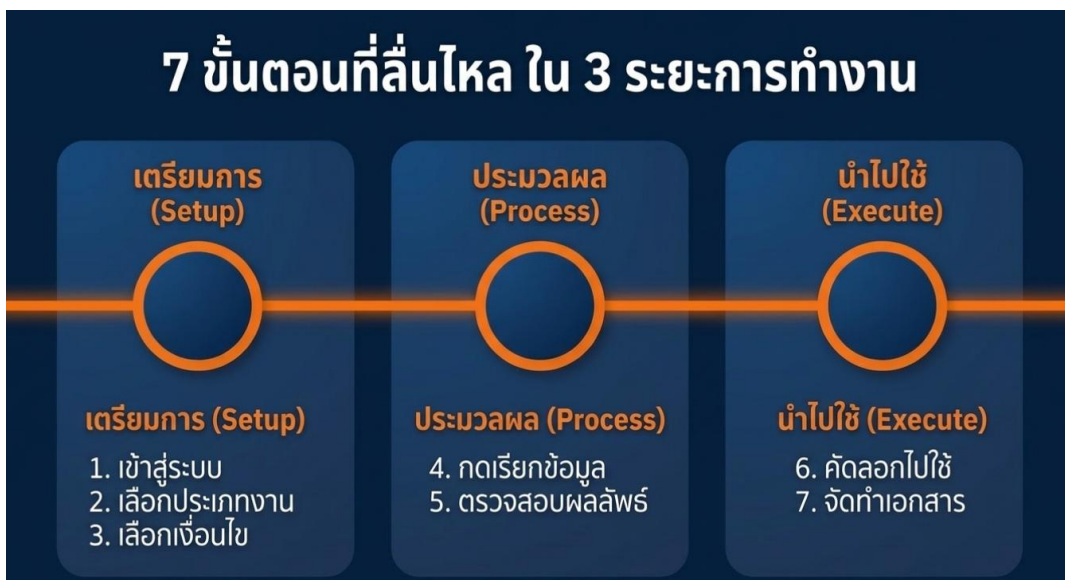 7 ขั้นตอนที่ลื่นไหล ใน 3 ระยะการทำงาน
เตรียมการ
(Setup)
เตรียมการ (Setup)
1. เข้าสู่ระบบ
2. เลือกประเภทงาน
3. เลือกเงื่อนไข
ประมวลผล
(Process)
ประมวลผล (Process)
4. กดเรียกข้อมูล
5. ตรวจสอบผลลัพธ์
นำไปใช้
(Execute)
นำไปใช้ (Execute)
6. คัดลอกไปใช้
7. จัดทำเอกสาร